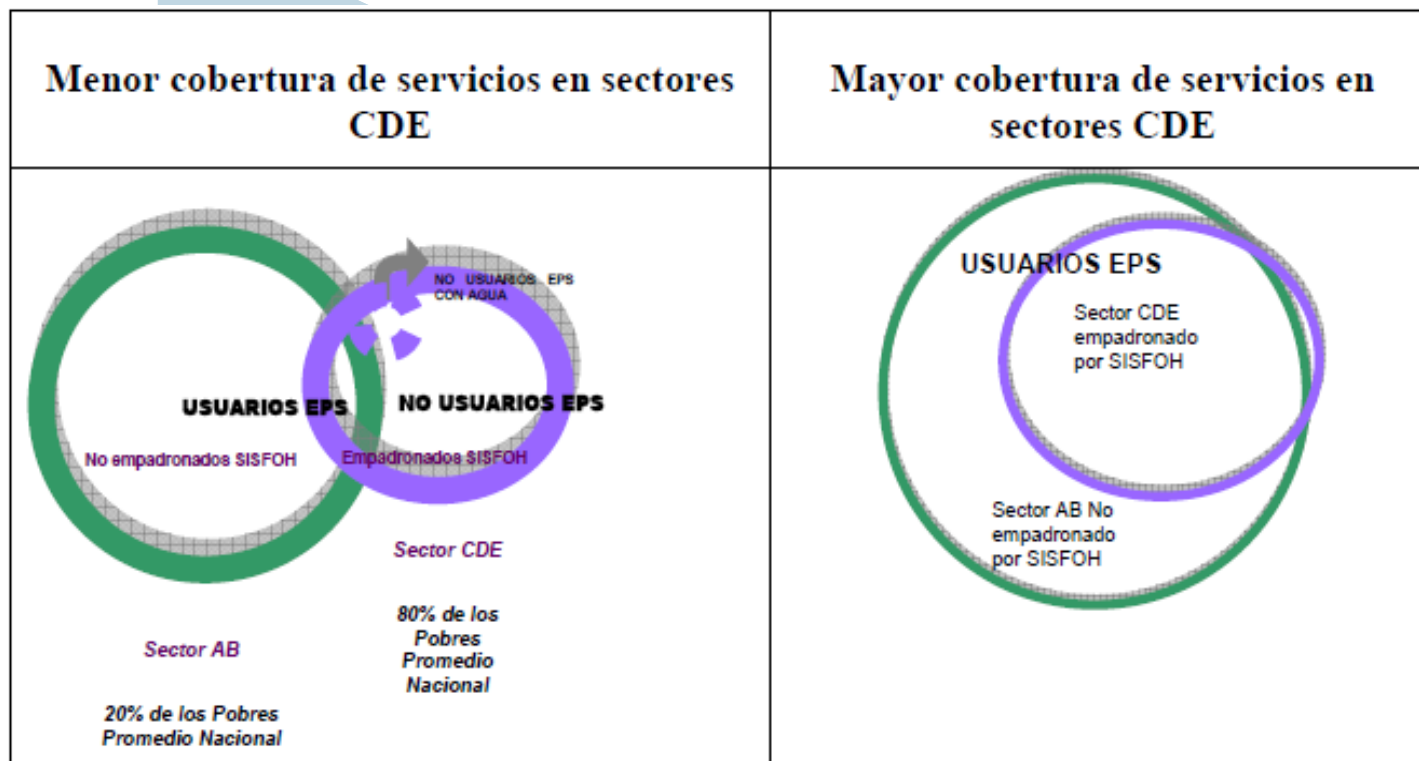 Menor cobertura de servicios en sectores
CDE
Mayor cobertura de servicios en
sectores CDE
NO USUARIOS EPS
CON AGUA
USUARIOS EPS
NO USUARIOS EPS
No empadronados SISFOH
Empadronados SISFOH
Sector CDE
80% de los
Pobres
Promedio
Nacional
Sector AB
20% de los Pobres
Promedio Nacional
USUARIOS EPS
Sector CDE
empadronado
por SISFOH
Sector AB No
empadronado
por SISFOH